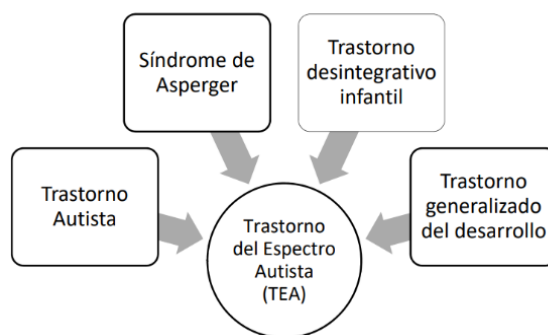 Síndrome de
Asperger
Trastorno
desintegrativo
infantil
Trastorno
Autista
Trastorno
generalizado
del desarrollo
Trastorno
del Espectro
Autista
(TEA)